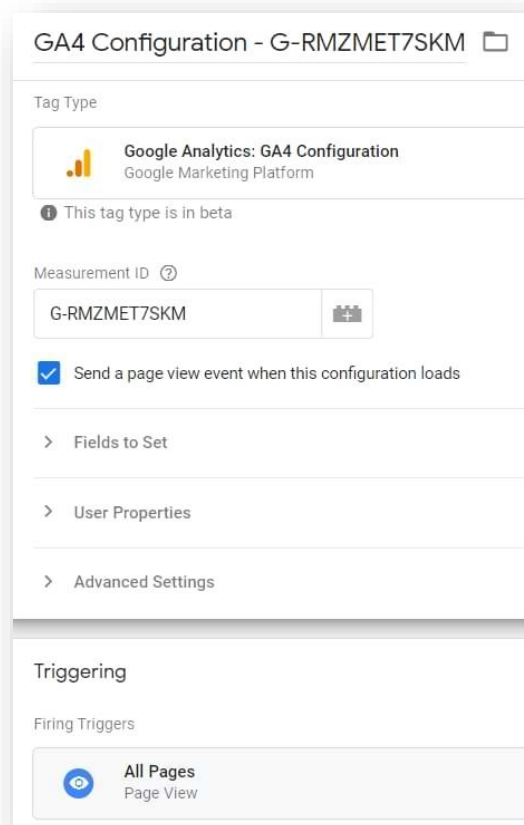 GA4 Configuration - G-RMZMET7SKM
Tag Type
Google Analytics: GA4 Configuration
Google Marketing Platform
This tag type is in beta
Measurement ID
G-RMZMET7SKM
Send a page view event when this configuration loads
Fields to Set
User Properties
Advanced Settings
Triggering
Firing Triggers
All Pages
Page View